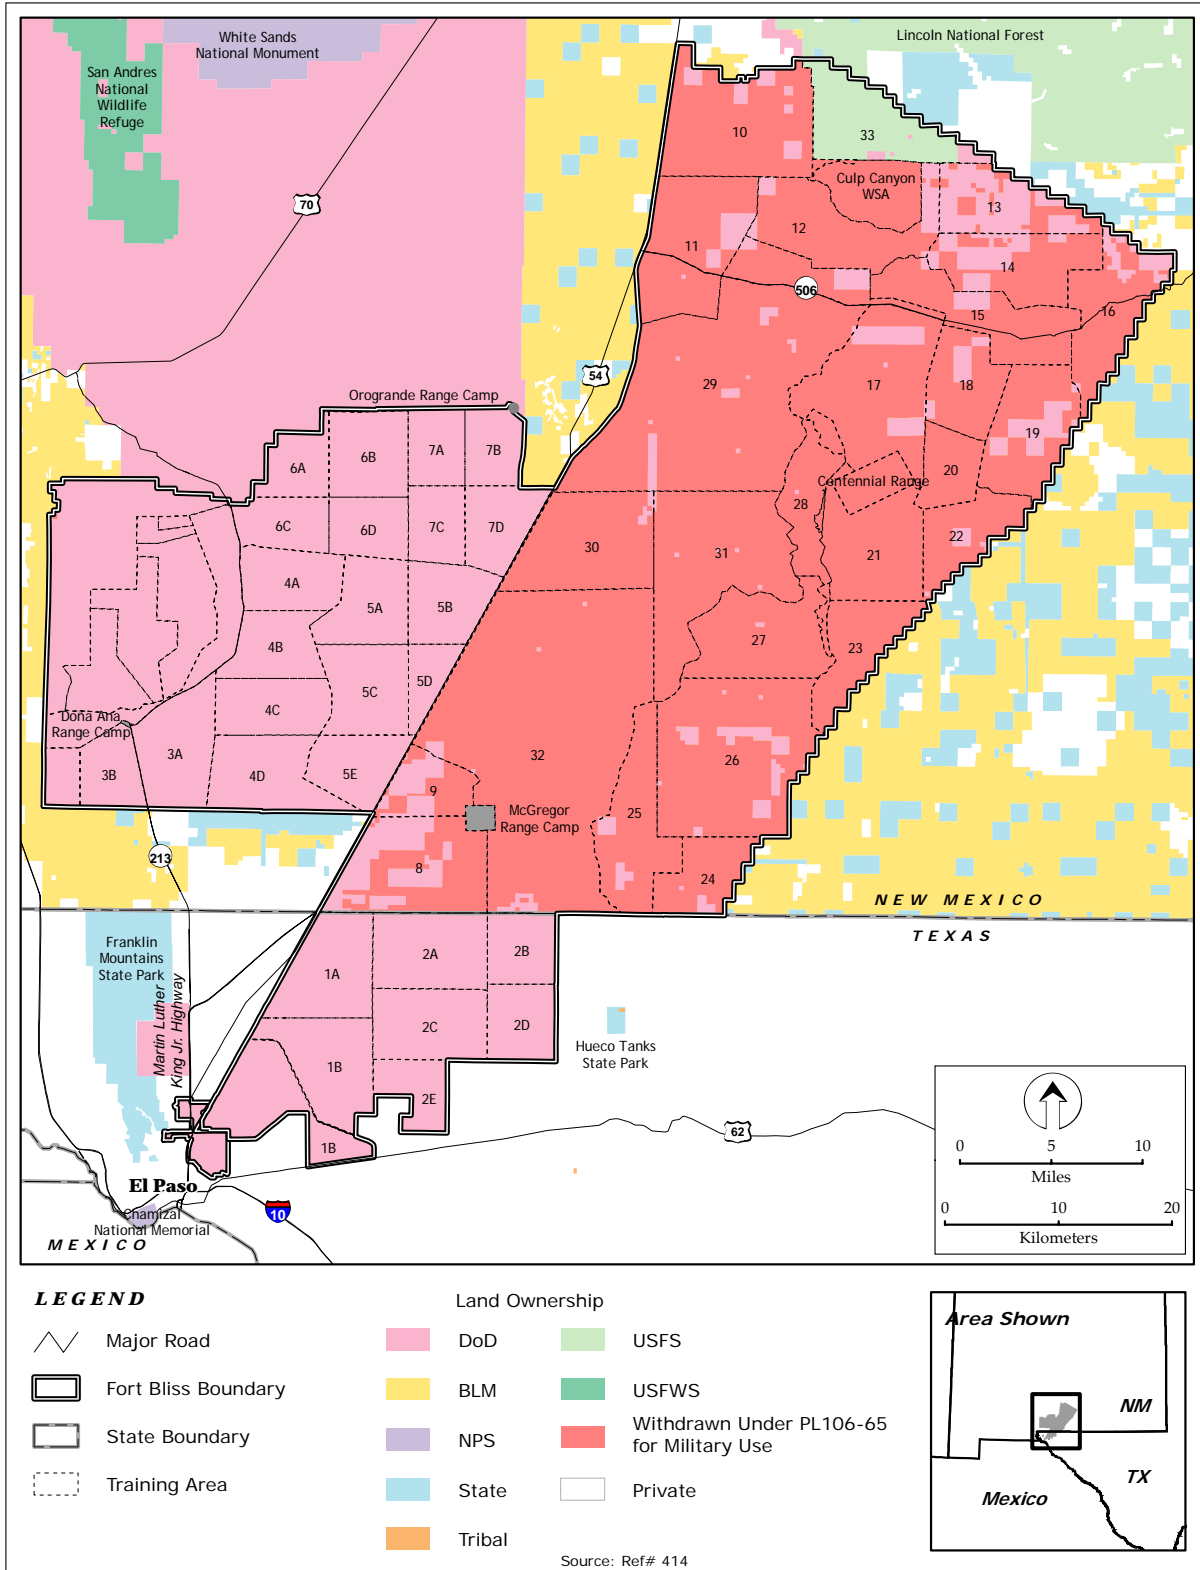 White Sands
National Monument
San Andres
National
Wildlife
Refuge
Lincoln National Forest
10
33
Culp Canyon
WSA
13
70
12
11
14
506
15
16
54
29
17
18
Orogrande Range Camp
19
6A
6B
7A
7B
20
Centennial Range
28
6C
6D
7C
7D
30
31
21
22
4A
5A
5B
27
4B
23
5C
5D
4C
Doña Ana
Range Camp
3A
32
26
3B
4D
5E
9
McGregor
Range Camp
25
213
8
24
NEW MEXICO
TEXAS
Franklin
Mountains
State Park
Martin Luther
King Jr. Highway
1A
2A
2B
2C
2D
Hueco Tanks
State Park
1B
2E
62
1B
El Paso
Chamizal
National Memorial
10
MEXICO
0 5 10
Miles
0 10 20
Kilometers
LEGEND
Major Road
Fort Bliss Boundary
State Boundary
Training Area
Land Ownership
DoD
BLM
NPS
State
Tribal
USFS
USFWS
Withdrawn Under PL106-65
for Military Use
Private
Source: Ref# 414
Area Shown
NM
TX
Mexico